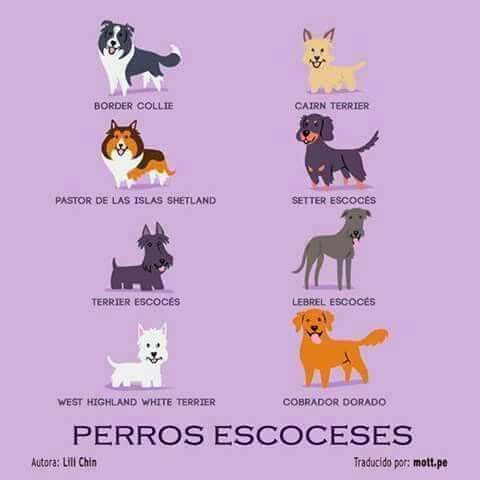 BORDER COLLIE
CAIRN TERRIER
PASTOR DE LAS ISLAS SHETLAND
SETTER ESCOCÉS
TERRIER ESCOCÉS
LEBREL ESCOCÉS
WEST HIGHLAND WHITE TERRIER
COBRADOR DORADO
PERROS ESCOCESES
Autora: Lili Chin
Traducido por: mott.pe